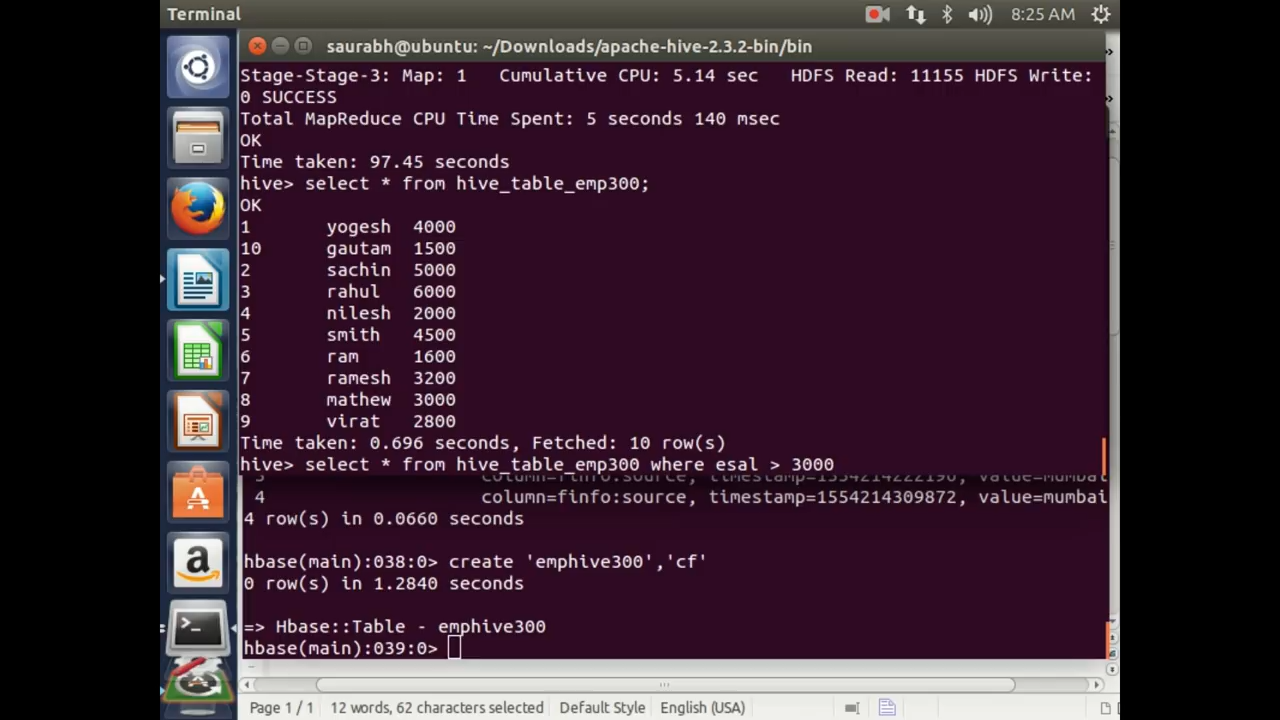 Terminal
8:25 AM
saurabh@ubuntu: ~/Downloads/apache-hive-2.3.2-bin/bin
Stage-Stage-3: Map: 1   Cumulative CPU: 5.14 sec   HDFS Read: 11155 HDFS Write:
0 SUCCESS
Total MapReduce CPU Time Spent: 5 seconds 140 msec
OK
Time taken: 97.45 seconds
hive> select * from hive_table_emp300;
OK
1       yogesh  4000
10      gautam  1500
2       sachin  5000
3       rahul   6000
4       nilesh  2000
5       smith   4500
6       ram     1600
7       ramesh  3200
8       mathew  3000
9       virat   2800
Time taken: 0.696 seconds, Fetched: 10 row(s)
hive> select * from hive_table_emp300 where esal > 3000
4                    column=finfo:source, timestamp=1554214309872, value=mumbai
4 row(s) in 0.0660 seconds
hbase(main):038:0> create 'emphive300','cf'
0 row(s) in 1.2840 seconds
=> Hbase::Table - emphive300
hbase(main):039:0>
Page 1 / 1   12 words, 62 characters selected   Default Style   English (USA)